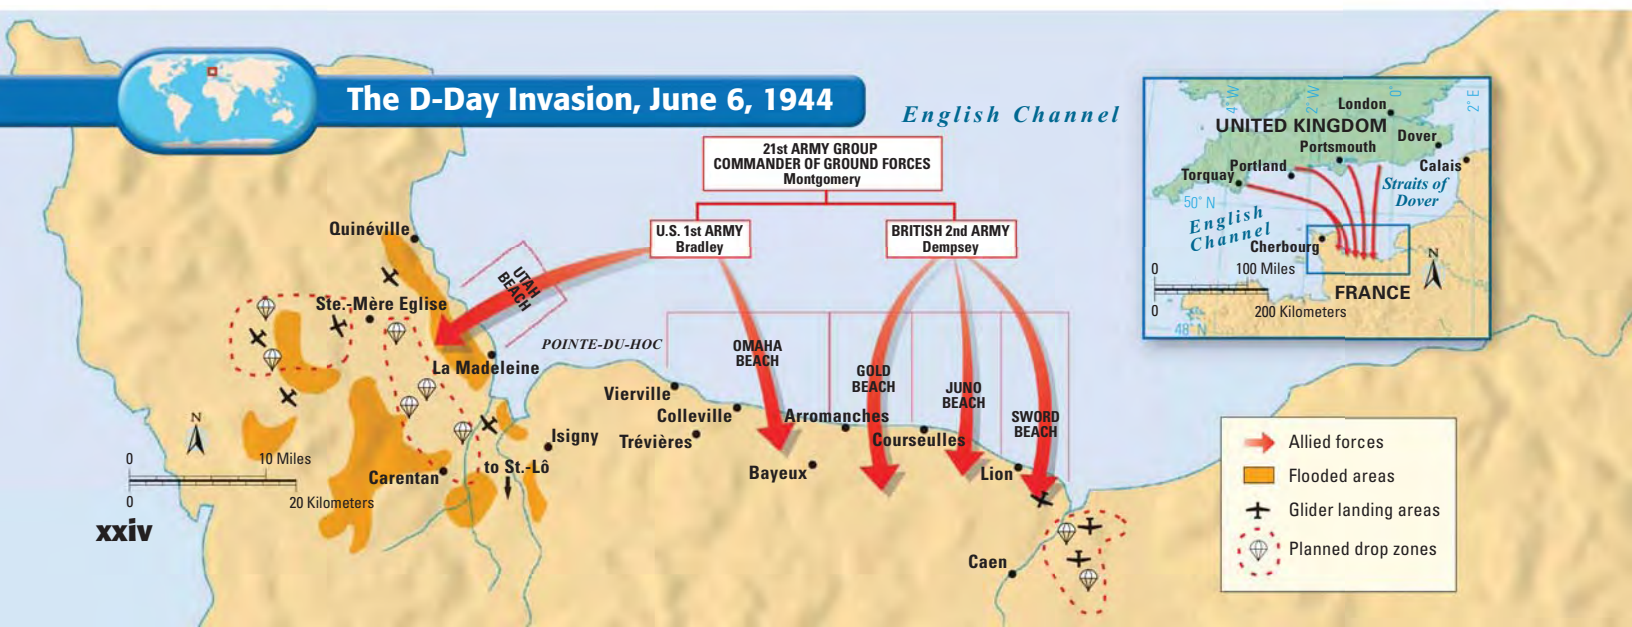 The D-Day Invasion, June 6, 1944
English Channel
21st ARMY GROUP
COMMANDER OF GROUND FORCES
Montgomery
U.S. 1st ARMY
Bradley
BRITISH 2nd ARMY
Dempsey
Quinéville
UTAH
BEACH
Ste.-Mère Eglise
La Madeleine
POINTE-DU-HOC
OMAHA
BEACH
GOLD
BEACH
JUNO
BEACH
SWORD
BEACH
Vierville
Colleville
Trévières
Arromanches
Courseulles
Isigny
Bayeux
Lion
Carentan
to St.-Lô
Caen
N
0
10 Miles
0
20 Kilometers
xxiv
4° W
2° W
0°
2° E
London
UNITED KINGDOM
Dover
Portsmouth
Portland
Calais
Torquay
Straits of
Dover
50° N
English
Channel
Cherbourg
N
0
100 Miles
FRANCE
0
200 Kilometers
48° N
Allied forces
Flooded areas
Glider landing areas
Planned drop zones